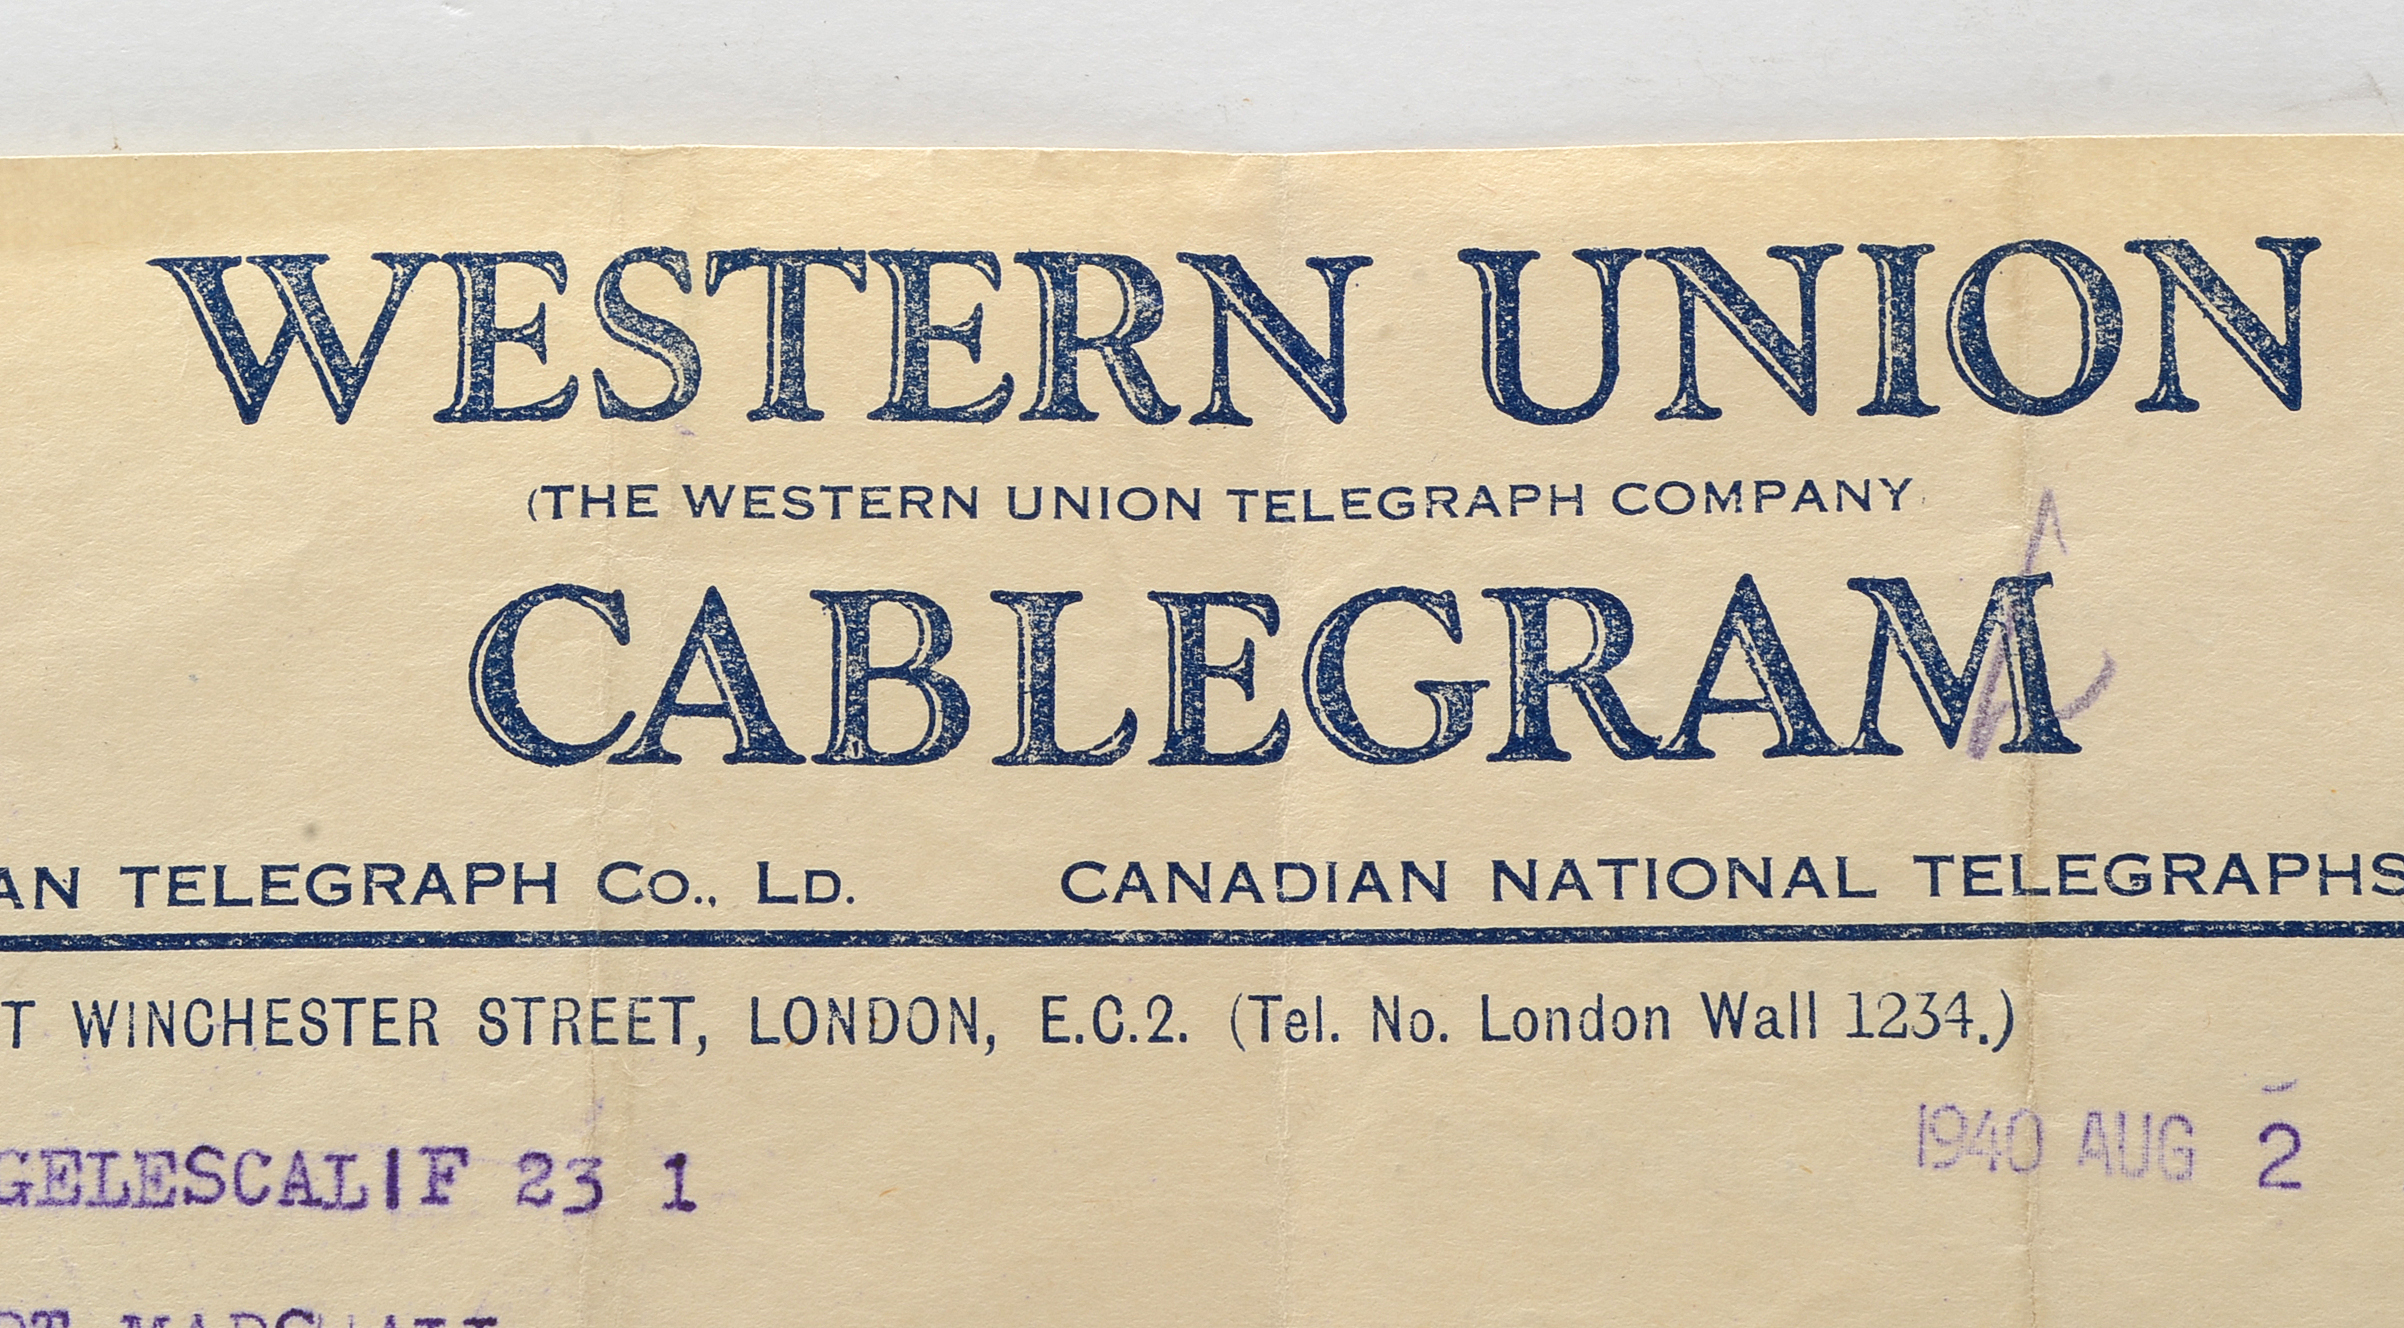 WESTERN UNION
(THE WESTERN UNION TELEGRAPH COMPANY
CABLEGRAM
AN TELEGRAPH Co., Ld. CANADIAN NATIONAL TELEGRAPHS
T WINCHESTER STREET, LONDON, E.C.2. (Tel. No. London Wall 1234.)
1940 AUG 2
GELESCALIF 23 1
MARSHALL